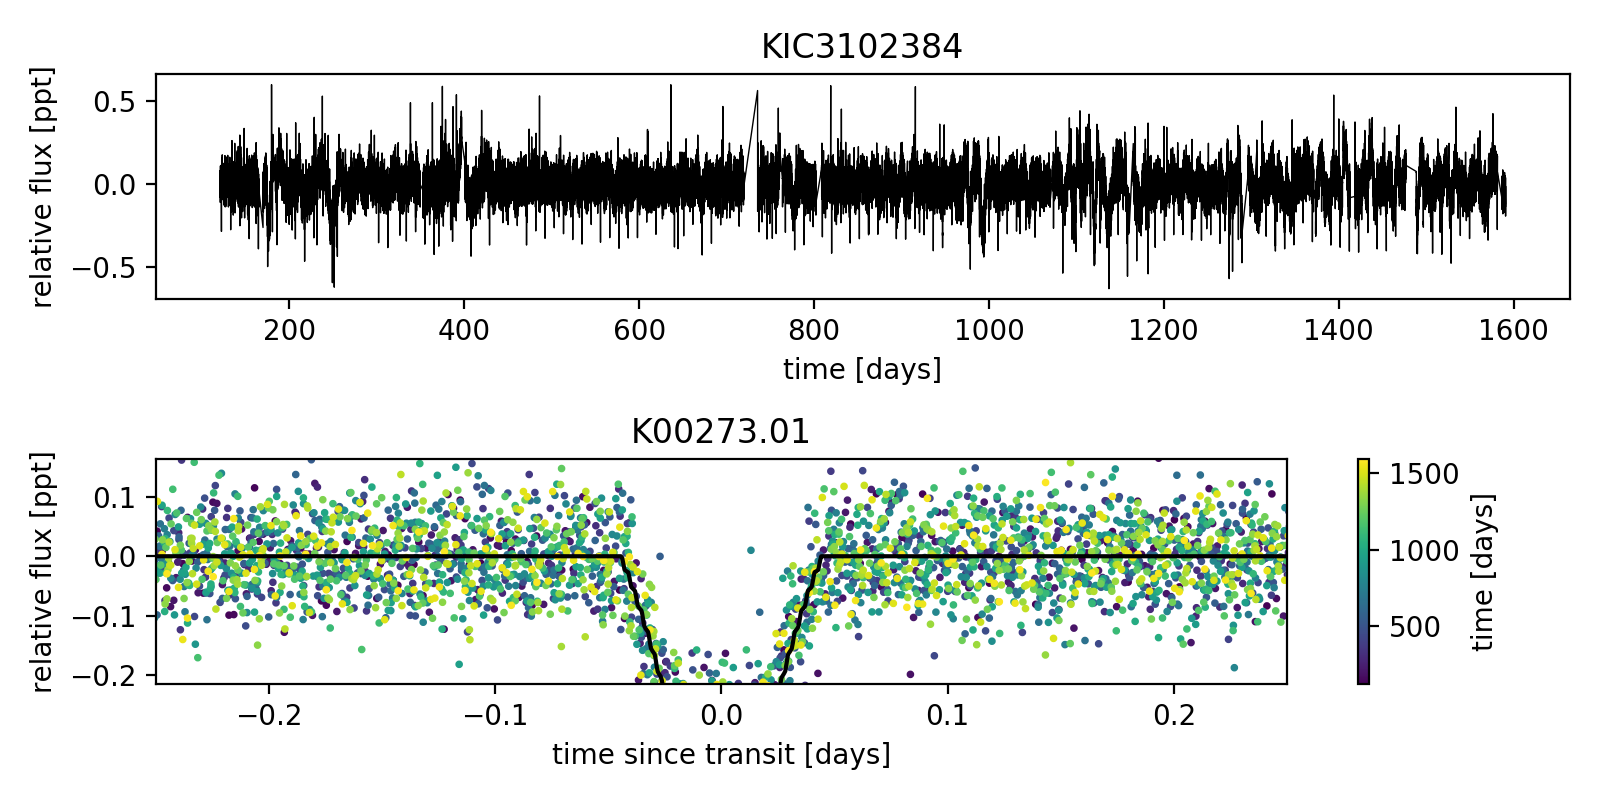 KIC3102384
relative flux [ppt]
0.5
0.0
−0.5
200 400 600 800 1000 1200 1400 1600
time [days]
K00273.01
relative flux [ppt]
0.1
0.0
−0.1
−0.2
−0.2 −0.1 0.0 0.1 0.2
time since transit [days]
1500
1000
500
time [days]